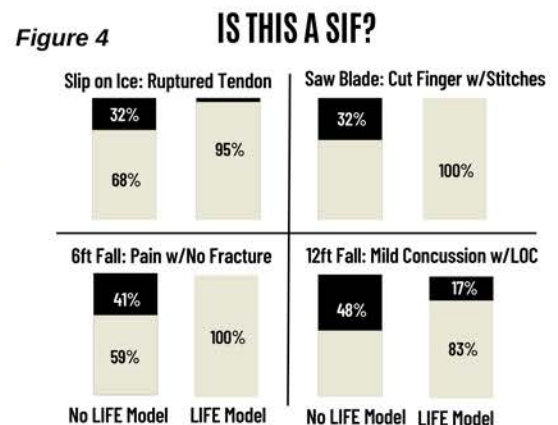 Figure 4
IS THIS A SIF?
Slip on Ice: Ruptured Tendon
32%
68%
95%
Saw Blade: Cut Finger w/Stitches
32%
100%
6ft Fall: Pain w/No Fracture
41%
59%
100%
No LIFE Model LIFE Model
12ft Fall: Mild Concussion w/LOC
48%
17%
83%
No LIFE Model LIFE Model